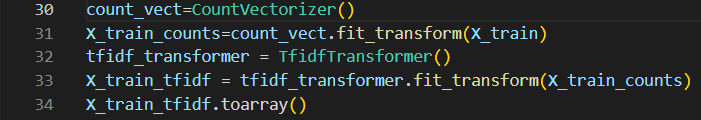 30 count_vect=CountVectorizer()
31 X_train_counts=count_vect.fit_transform(X_train)
32 tfidf_transformer = TfidfTransformer()
33 X_train_tfidf = tfidf_transformer.fit_transform(X_train_counts)
34 X_train_tfidf.toarray()